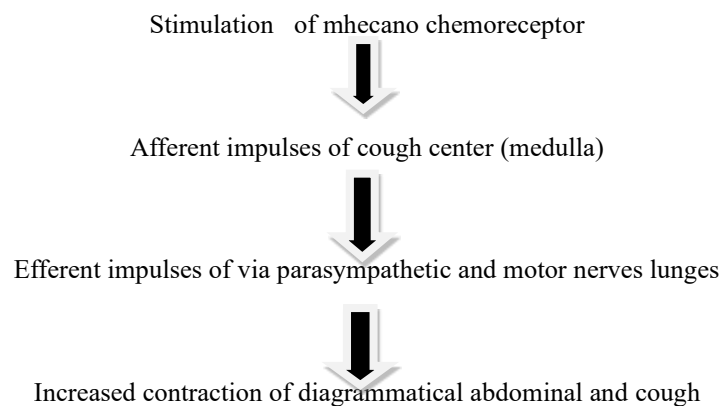 Stimulation of mhecano chemoreceptor
Afferent impulses of cough center (medulla)
Efferent impulses of via parasympathetic and motor nerves lunges
Increased contraction of diagrammatical abdominal and cough